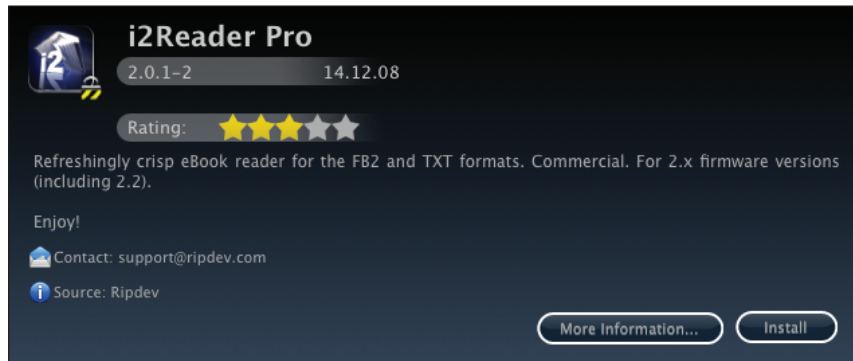 i2
i2Reader Pro
2.0.1-2 14.12.08
Rating:
Refreshingly crisp eBook reader for the FB2 and TXT formats. Commercial. For 2.x firmware versions
(including 2.2).
Enjoy!
Contact: support@ripdev.com
Source: Ripdev
More Information... Install